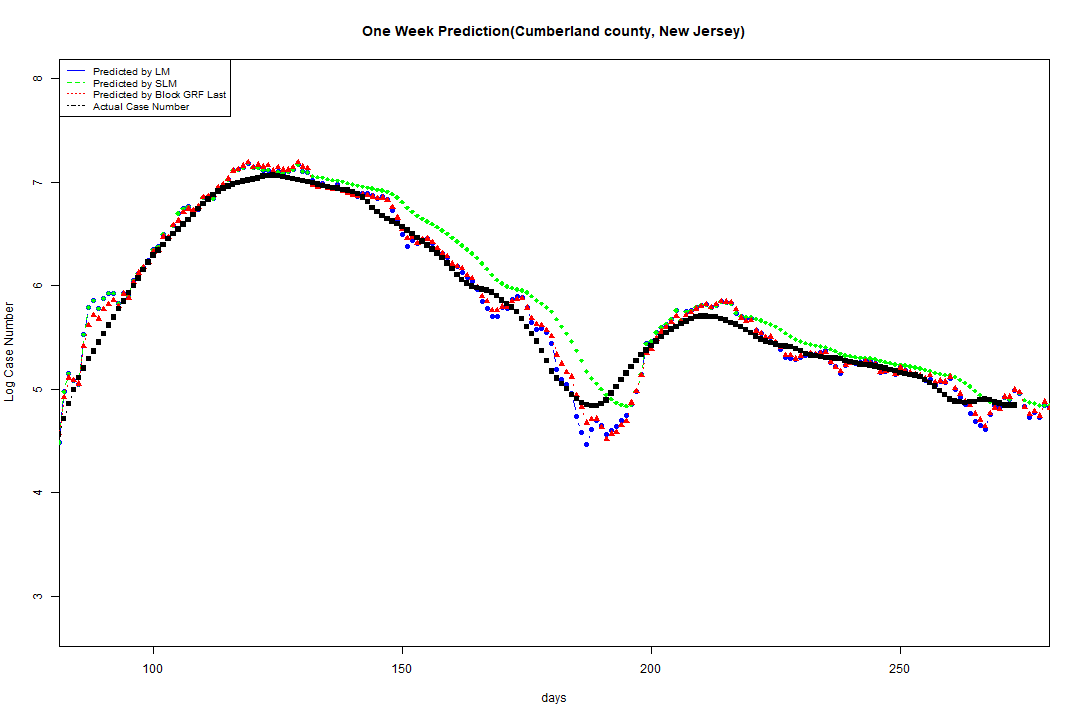 One Week Prediction(Cumberland county, New Jersey)
Predicted by LM
Predicted by SLM
Predicted by Block GRF Last
Actual Case Number
8
7
6
5
4
3
Log Case Number
100 150 200 250
days